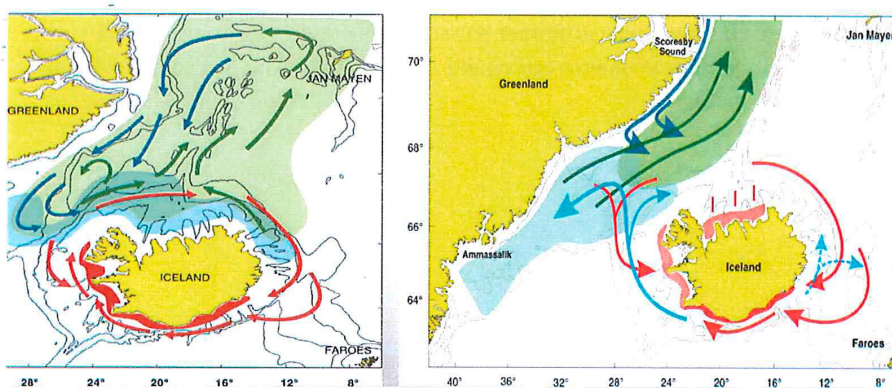 GREENLAND
JAN MAYEN
ICELAND
FAROES
28° 24° 20° 16° 12° 8°
70°
68°
66°
64°
Scoresby
Sound
Jan Mayen
Greenland
Ammassalik
Iceland
Faroes
40° 36° 32° 28° 24° 20° 16° 12° 8°